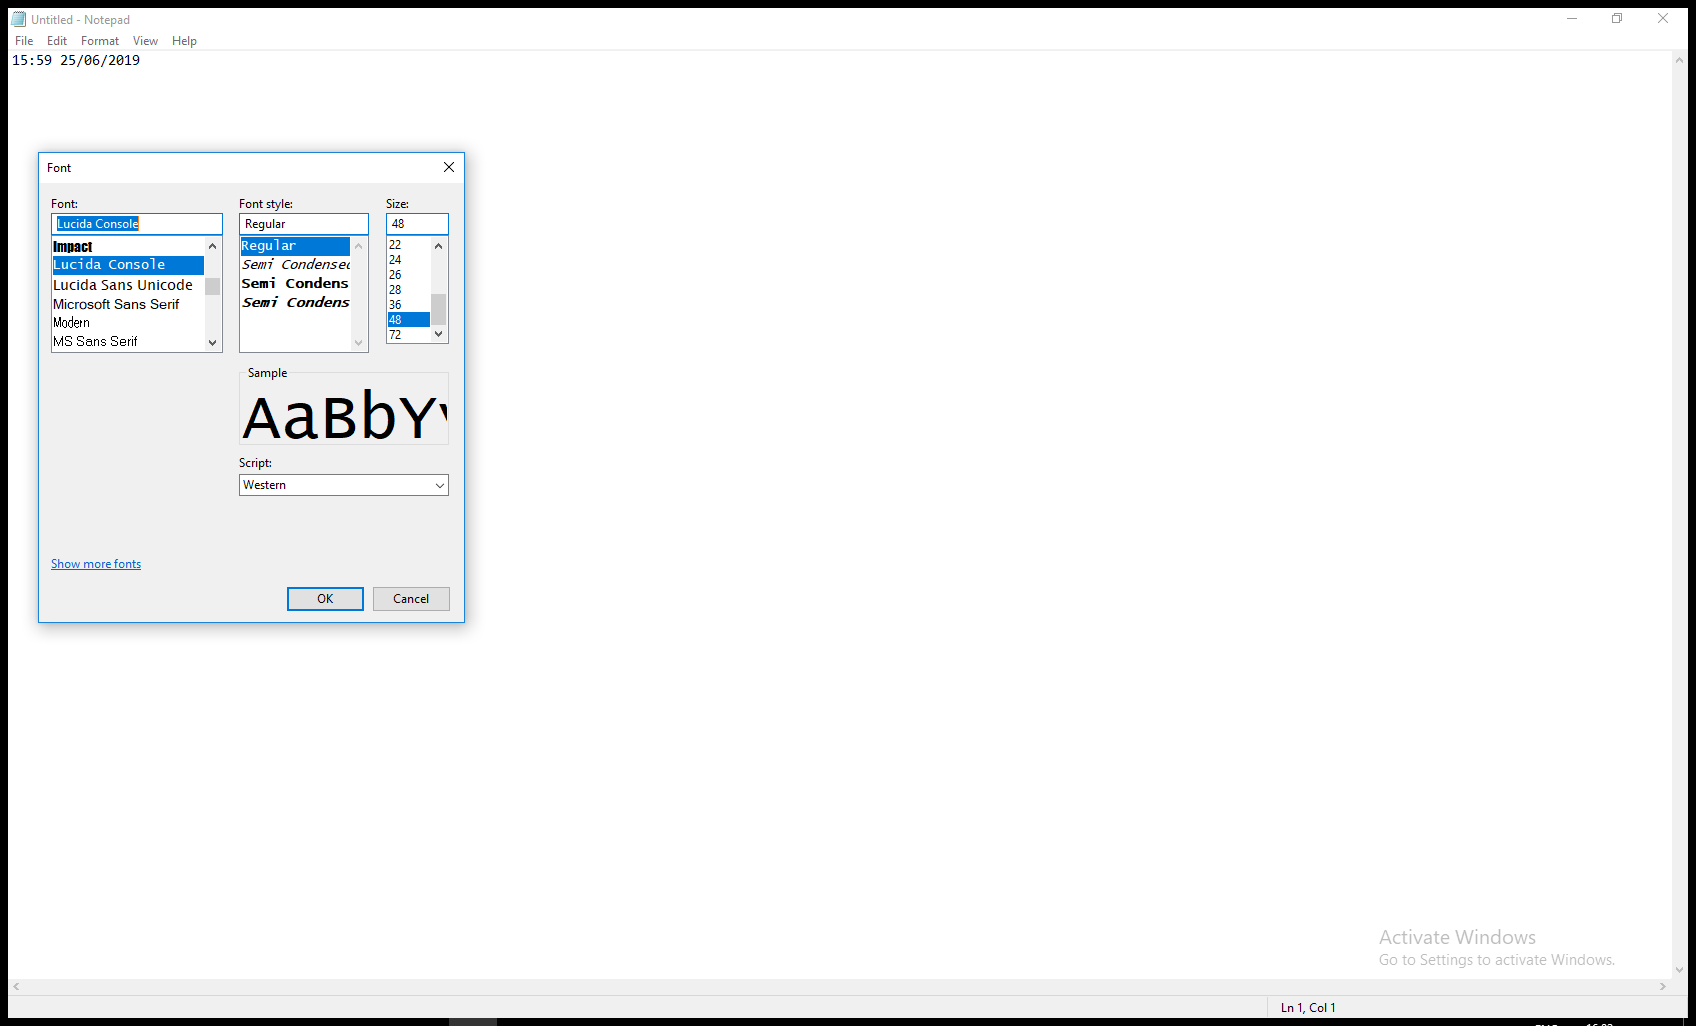 Untitled - Notepad
File Edit Format View Help
15:59 25/06/2019
Font
Font: Font style: Size:
Lucida Console Regular 48
Impact
Lucida Console
Lucida Sans Unicode
Microsoft Sans Serif
Modern
MS Sans Serif
Regular
Semi Condensed
Semi Condens
Semi Condens
22
24
26
28
36
48
72
Sample
AaBbYy
Script:
Western
Show more fonts
OK Cancel
Activate Windows
Go to Settings to activate Windows.
Ln 1, Col 1